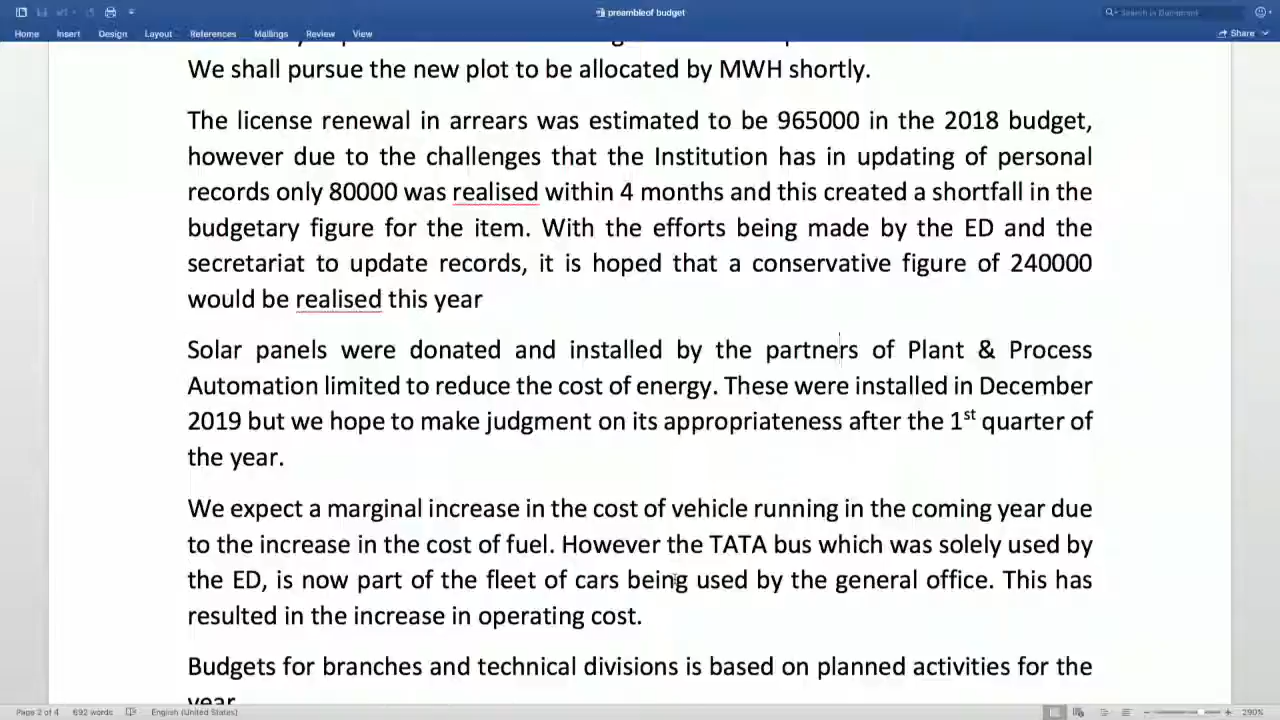 preambleof budget
Search in Document
Home Insert Design Layout References Mailings Review View Share
We shall pursue the new plot to be allocated by MWH shortly.
The license renewal in arrears was estimated to be 965000 in the 2018 budget,
however due to the challenges that the Institution has in updating of personal
records only 80000 was realised within 4 months and this created a shortfall in the
budgetary figure for the item. With the efforts being made by the ED and the
secretariat to update records, it is hoped that a conservative figure of 240000
would be realised this year
Solar panels were donated and installed by the partners of Plant & Process
Automation limited to reduce the cost of energy. These were installed in December
2019 but we hope to make judgment on its appropriateness after the 1st quarter of
the year.
We expect a marginal increase in the cost of vehicle running in the coming year due
to the increase in the cost of fuel. However the TATA bus which was solely used by
the ED, is now part of the fleet of cars being used by the general office. This has
resulted in the increase in operating cost.
Budgets for branches and technical divisions is based on planned activities for the
year
Page 2 of 4 692 words English (United States) 290%